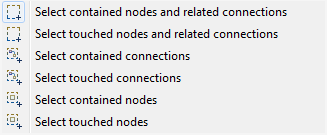 Select contained nodes and related connections
Select touched nodes and related connections
Select contained connections
Select touched connections
Select contained nodes
Select touched nodes